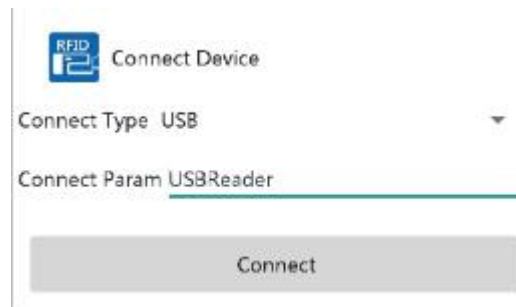 RFID
Connect Device
Connect Type USB
Connect Param USBReader
Connect